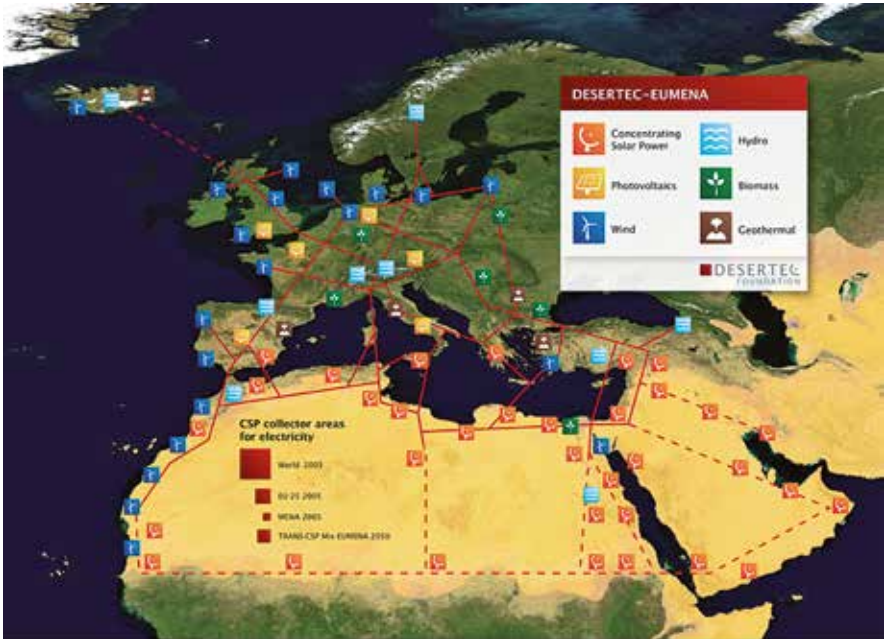 DESERTEC–EUMENA
Concentrating
Solar Power
Hydro
Photovoltaics
Biomass
Wind
Geothermal
DESERTEC
FOUNDATION
CSP collector areas
for electricity
World 2005
EU-25 2005
MENA 2005
TRANS-CSP Mix EUMENA 2050